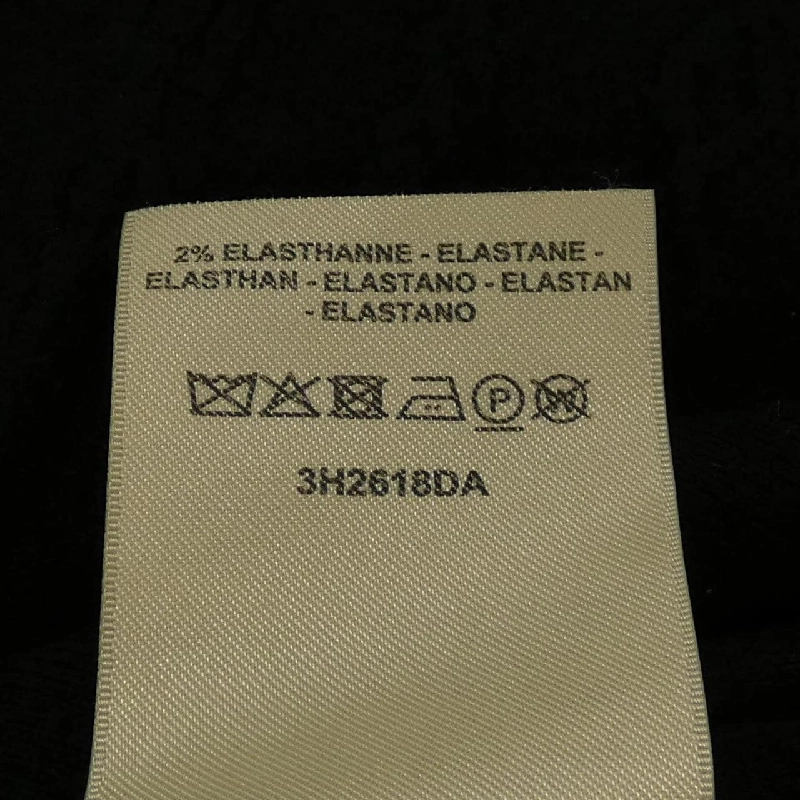 2% ELASTHANNE - ELASTANE -
ELASTHAN - ELASTANO - ELASTAN
- ELASTANO
P
W
3H2618DA